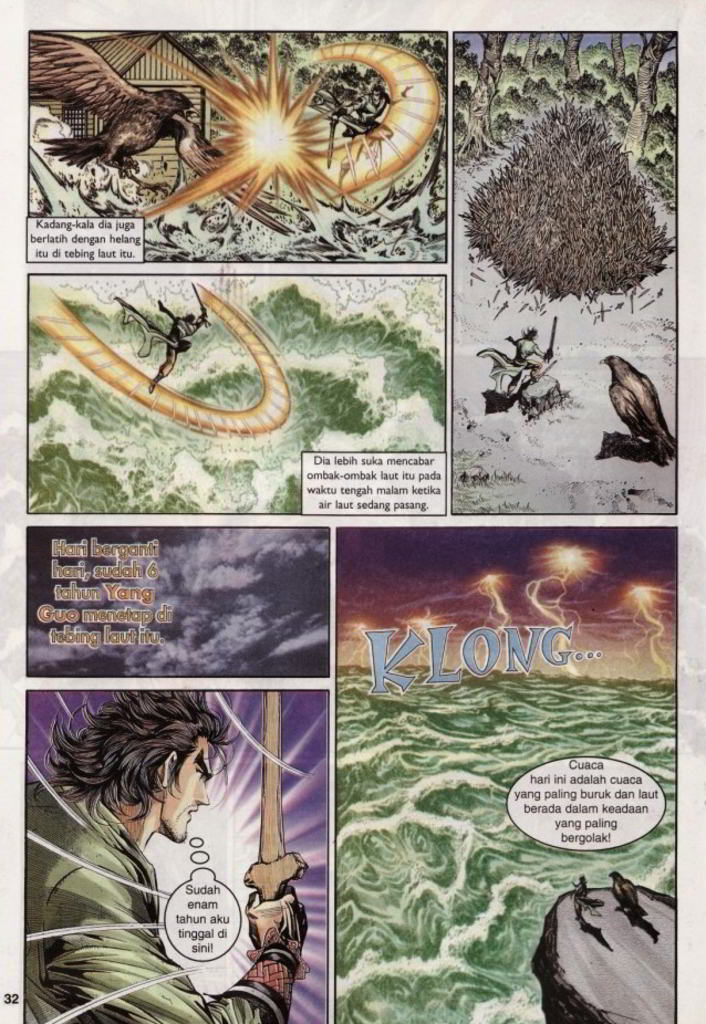 Kadang-kala dia juga
berlatih dengan helang
itu di tebing laut itu.
Dia lebih suka mencabar
ombak-ombak laut itu pada
waktu tengah malam ketika
air laut sedang pasang.
Hari berganti
hari, sudah 6
tahun Yang
Guo menetap di
tebing laut itu.
KLONG...
Cuaca
hari ini adalah cuaca
yang paling buruk dan laut
berada dalam keadaan
yang paling
bergolak!
Sudah
enam
tahun aku
tinggal di
sini!
32